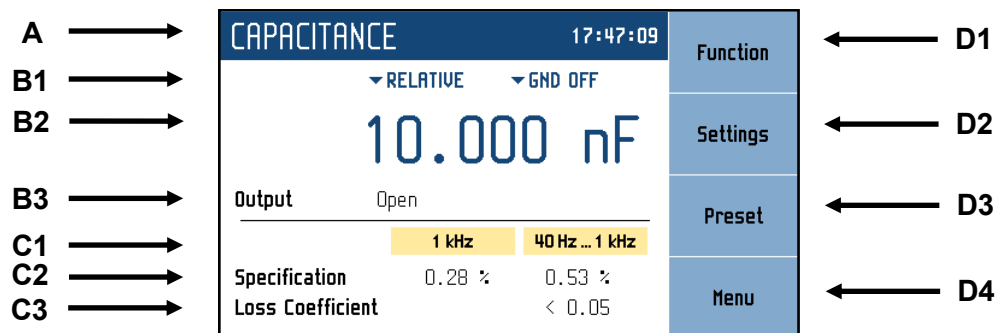 A CAPACITANCE 17:47:09 Function D1
B1 RELATIVE GND OFF
B2 10.000 nF Settings D2
B3 Output Open Preset D3
C1 1 kHz 40 Hz ... 1 kHz
C2 Specification 0.28 % 0.53 %
C3 Loss Coefficient < 0.05 Menu D4